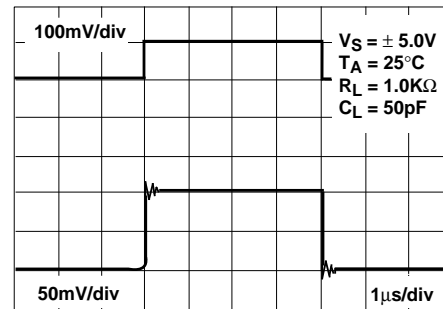 100mV/div
V_S = ± 5.0V
T_A = 25°C
R_L = 1.0KΩ
C_L = 50pF
50mV/div
1µs/div